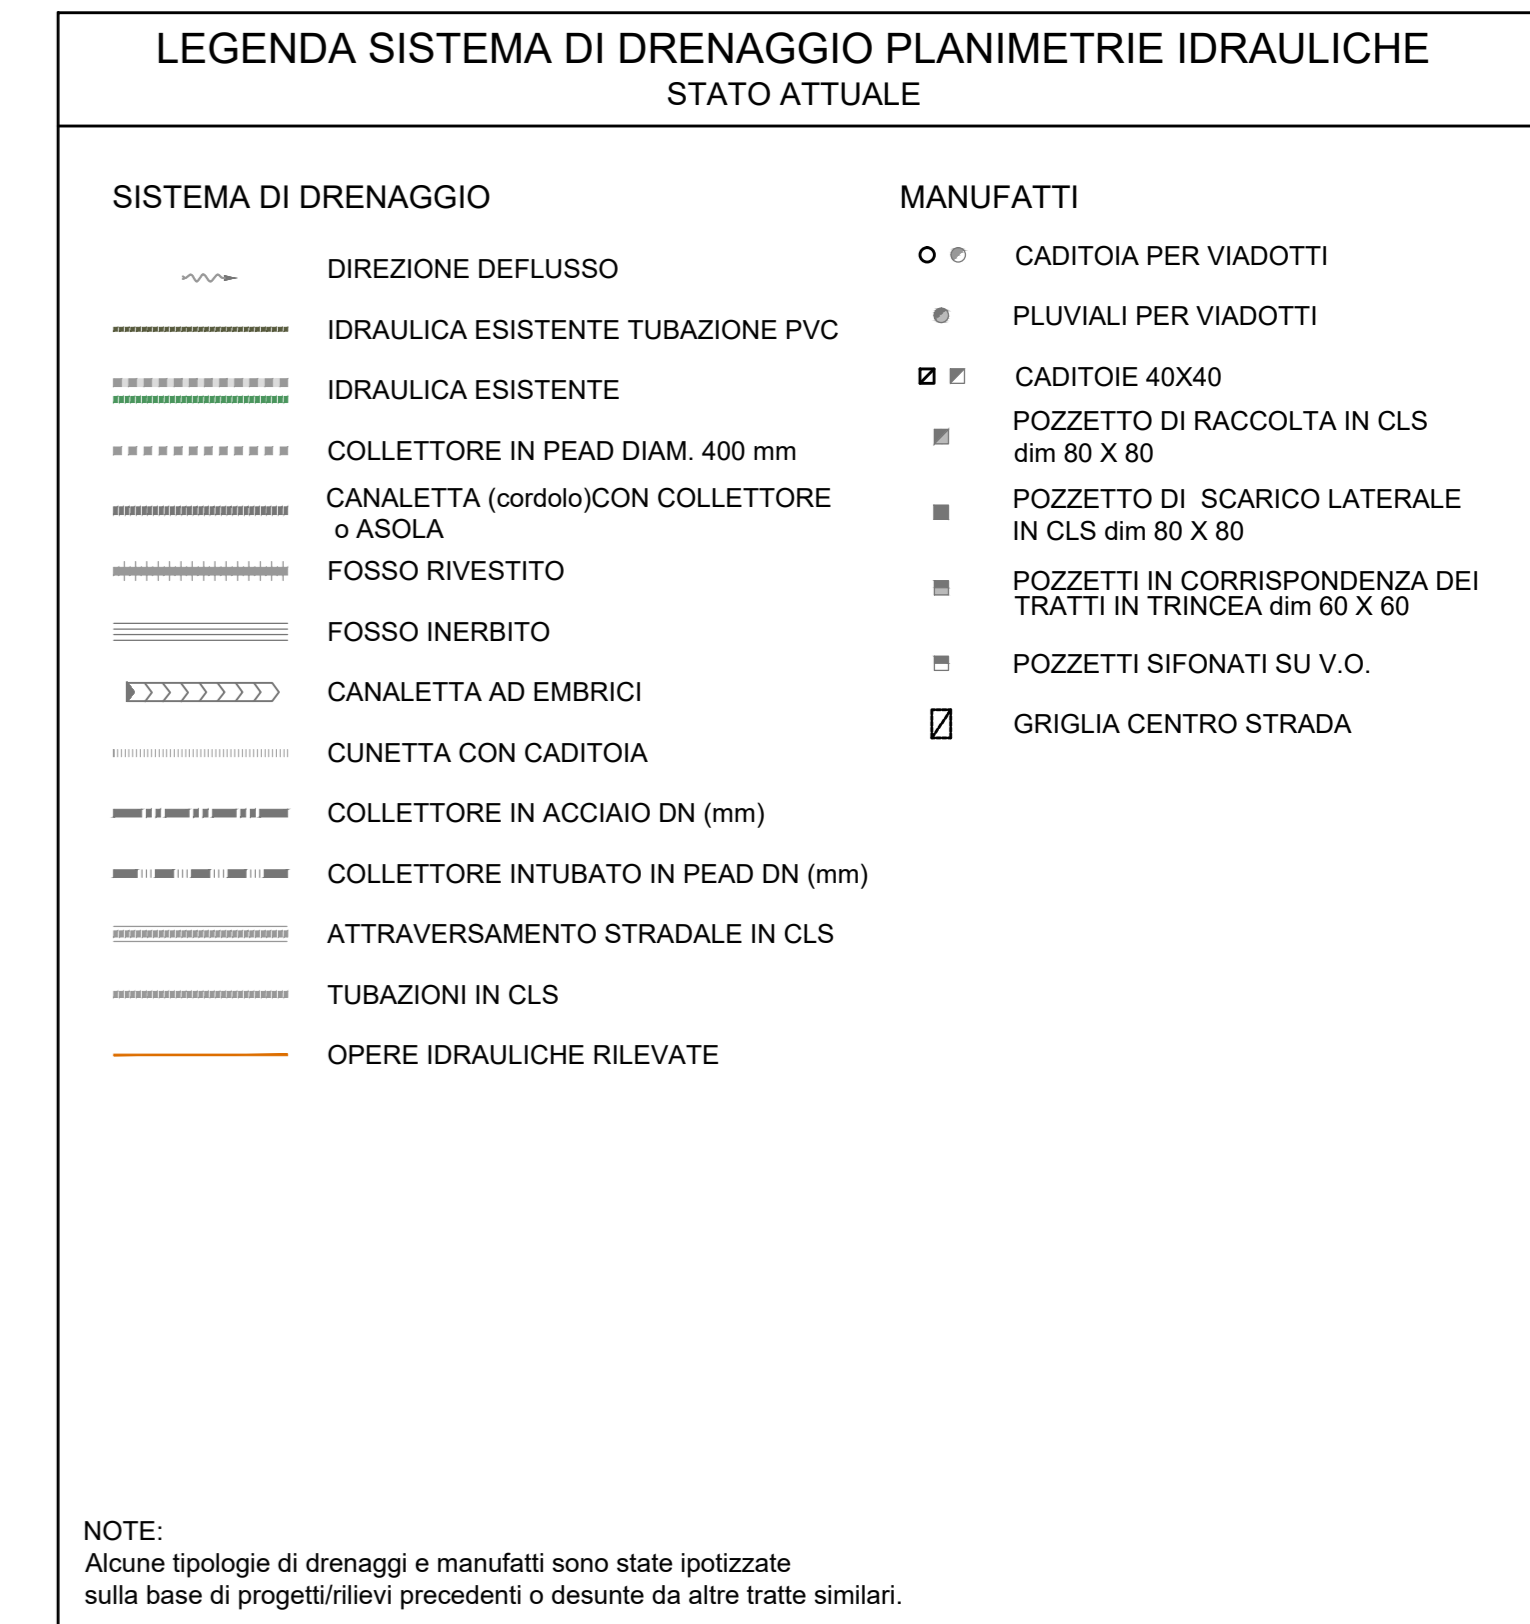 LEGENDA SISTEMA DI DRENAGGIO PLANIMETRIE IDRAULICHE
STATO ATTUALE
SISTEMA DI DRENAGGIO
DIREZIONE DEFLUSSO
IDRAULICA ESISTENTE TUBAZIONE PVC
IDRAULICA ESISTENTE
COLLETTORE IN PEAD DIAM. 400 mm
CANALETTA (cordolo)CON COLLETTORE
o ASOLA
FOSSO RIVESTITO
FOSSO INERBITO
CANALETTA AD EMBRICI
CUNETTA CON CADITOIA
COLLETTORE IN ACCIAIO DN (mm)
COLLETTORE INTUBATO IN PEAD DN (mm)
ATTRAVERSAMENTO STRADALE IN CLS
TUBAZIONI IN CLS
OPERE IDRAULICHE RILEVATE
MANUFATTI
CADITOIA PER VIADOTTI
PLUVIALI PER VIADOTTI
CADITOIE 40X40
POZZETTO DI RACCOLTA IN CLS
dim 80 X 80
POZZETTO DI SCARICO LATERALE
IN CLS dim 80 X 80
POZZETTI IN CORRISPONDENZA DEI
TRATTI IN TRINCEA dim 60 X 60
POZZETTI SIFONATI SU V.O.
GRIGLIA CENTRO STRADA
NOTE:
Alcune tipologie di drenaggi e manufatti sono state ipotizzate
sulla base di progetti/rilievi precedenti o desunte da altre tratte similari.